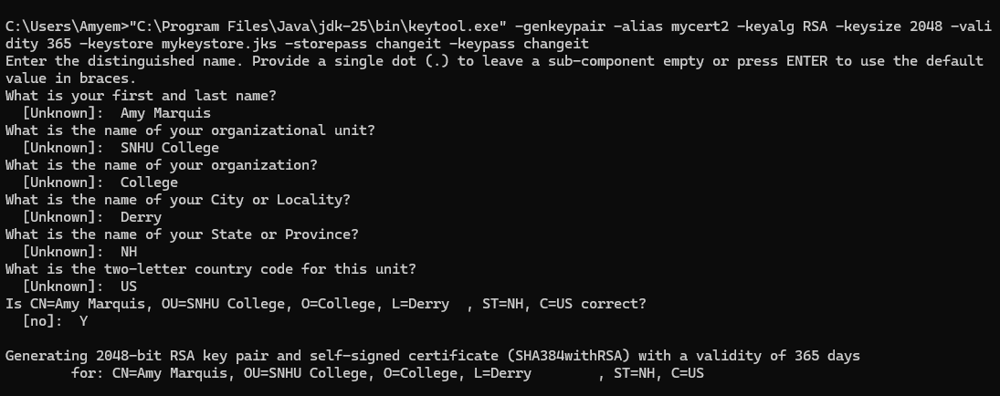 C:\Users\Amyem>"C:\Program Files\Java\jdk-25\bin\keytool.exe" -genkeypair -alias mycert2 -keyalg RSA -keysize 2048 -vali
dity 365 -keystore mykeystore.jks -storepass changeit -keypass changeit
Enter the distinguished name. Provide a single dot (.) to leave a sub-component empty or press ENTER to use the default
value in braces.
What is your first and last name?
  [Unknown]:  Amy Marquis
What is the name of your organizational unit?
  [Unknown]:  SNHU College
What is the name of your organization?
  [Unknown]:  College
What is the name of your City or Locality?
  [Unknown]:  Derry
What is the name of your State or Province?
  [Unknown]:  NH
What is the two-letter country code for this unit?
  [Unknown]:  US
Is CN=Amy Marquis, OU=SNHU College, O=College, L=Derry  , ST=NH, C=US correct?
  [no]:  Y

Generating 2048-bit RSA key pair and self-signed certificate (SHA384withRSA) with a validity of 365 days
        for: CN=Amy Marquis, OU=SNHU College, O=College, L=Derry        , ST=NH, C=US